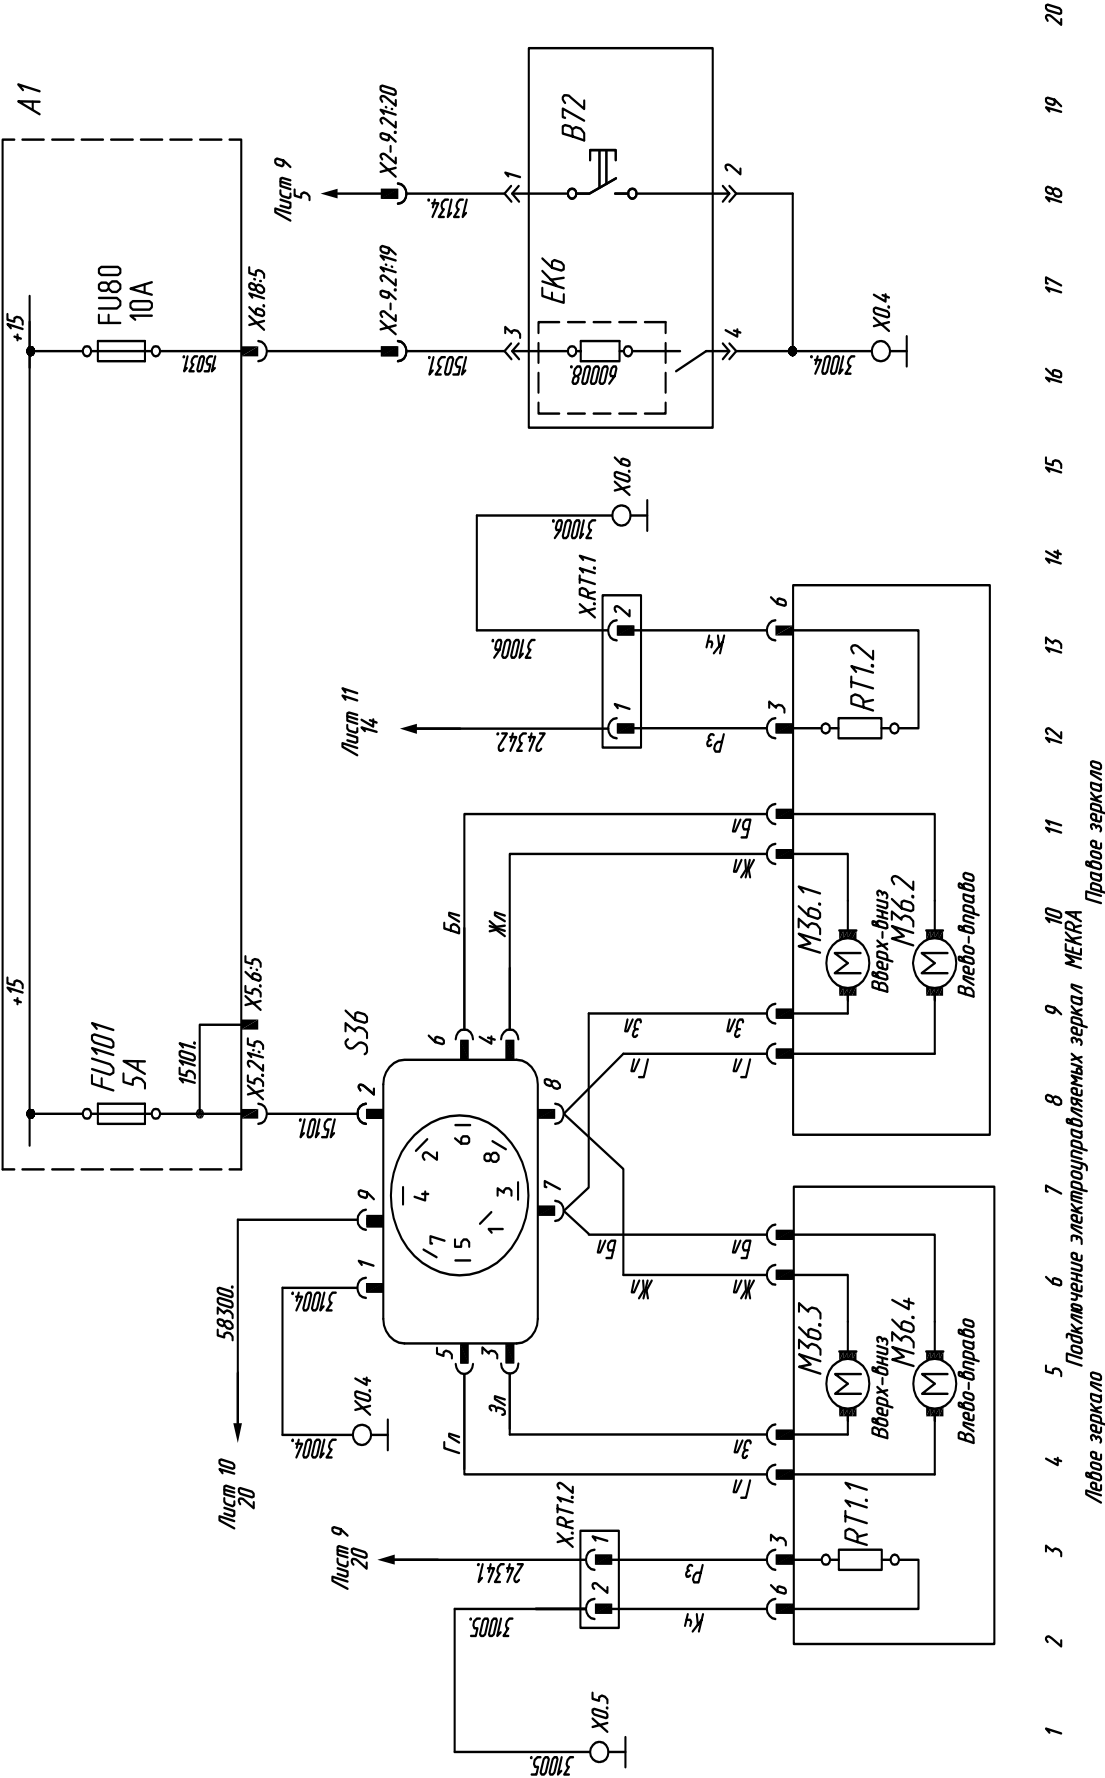 A1
+15
+15
FU101
5A
FU80
10A
15101.
15031.
X5.21:5
X5.6:5
X6.18:5
Лист 10
20
58300.
Лист 9
20
Лист 11
14
Лист 9
5
X2-9.21:19
X2-9.21:20
15101.
15031.
13134.
S36
1
9
2
31004.
31004.
X0.4
5
3
6
4
7
8
7
4
2
5
6
1
3
8
Гл
Зл
Бл
Жл
3
1
EK6
B72
60008.
4
2
31004.
X0.4
24341.
31005.
31005.
X0.5
X.RT1.2
2
1
24342.
31006.
31006.
X0.6
X.RT1.1
1
2
Бл
Жл
Гл
Зл
Кч
Рз
Гл
Зл
Жл
Бл
Гл
Зл
Жл
Бл
Рз
Кч
6
3
3
6
RT1.1
M36.3
M
Вверх-вниз
M36.4
M
Влево-вправо
M36.1
M
Вверх-вниз
M36.2
M
Влево-вправо
RT1.2
1
2
3
4
5
6
7
8
9
10
11
12
13
14
15
16
17
18
19
20
Подключение электроуправляемых зеркал MEKRA
Левое зеркало
Правое зеркало